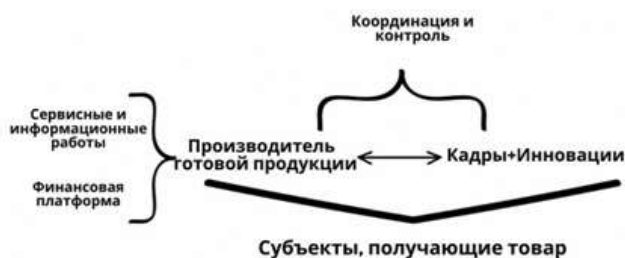 Координация и
контроль
Сервисные и
информационные
работы
Производитель
готовой продукции
Кадры+Инновации
Финансовая
платформа
Субъекты, получающие товар